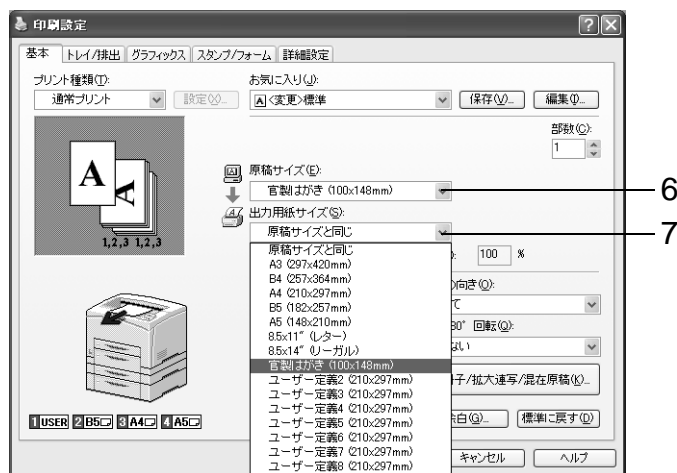 印刷設定
基本 トレイ/排出 グラフィックス スタンプ/フォーム 詳細設定
プリント種類(T):
通常プリント 設定(X)...
お気に入り(J):
A <変更>標準 保存(V)... 編集(I)...
部数(C):
1
A A
1,2,3 1,2,3
原稿サイズ(E):
官製はがき (100x148mm) 6
出力用紙サイズ(S):
原稿サイズと同じ 7
原稿サイズと同じ
A3 (297x420mm)
B4 (257x364mm)
A4 (210x297mm)
B5 (182x257mm)
A5 (148x210mm)
8.5x11″ (レター)
8.5x14″ (リーガル)
官製はがき (100x148mm)
ユーザー定義2 (210x297mm)
ユーザー定義3 (210x297mm)
ユーザー定義4 (210x297mm)
ユーザー定義5 (210x297mm)
ユーザー定義6 (210x297mm)
ユーザー定義7 (210x297mm)
ユーザー定義8 (210x297mm)
100 %
の向き(O):
て
80° 回転(Q):
ない
子/拡大連写/混在原稿(K)...
余白(G)... 標準に戻す(D)
キャンセル ヘルプ
1 USER 2 B5 3 A4 4 A5